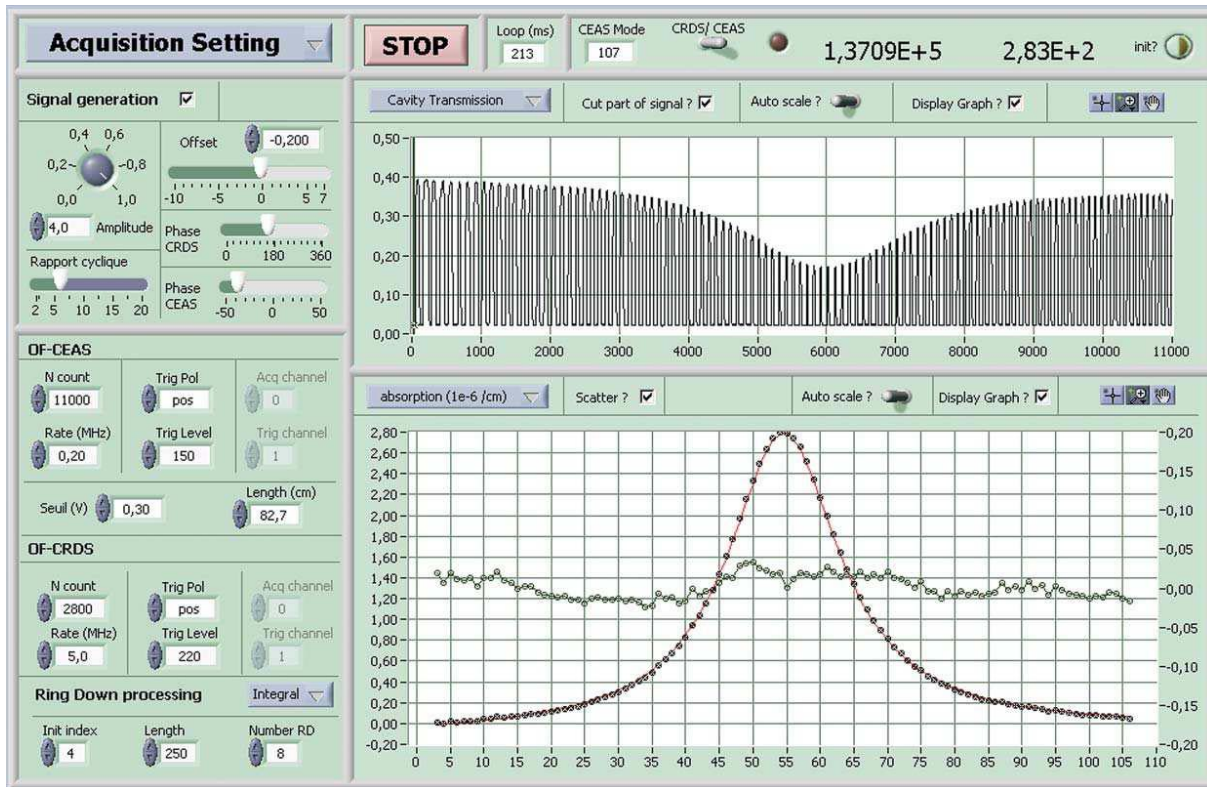 Acquisition Setting
STOP
Loop (ms)
213
CEAS Mode
107
CRDS/ CEAS
1,3709E+5
2,83E+2
init?
Signal generation
0,4 0,6
0,2 0,8
0,0 1,0
4,0 Amplitude
Rapport cyclique
2 5 10 15 20
Offset -0,200
-10 -5 0 5 7
Phase
CRDS
0 180 360
Phase
CEAS
-50 0 50
OF-CEAS
N count
11000
Trig Pol
pos
Acq channel
0
Rate (MHz)
0,20
Trig Level
150
Trig channel
1
Seuil (V) 0,30
Length (cm)
82,7
OF-CRDS
N count
2800
Trig Pol
pos
Acq channel
0
Rate (MHz)
5,0
Trig Level
220
Trig channel
1
Ring Down processing Integral
Init index
4
Length
250
Number RD
8
Cavity Transmission Cut part of signal ? Auto scale ? Display Graph ?
0,50
0,40
0,30
0,20
0,10
0,00
0 1000 2000 3000 4000 5000 6000 7000 8000 9000 10000 11000
absorption (1e-6 /cm) Scatter ? Auto scale ? Display Graph ?
2,80
2,60
2,40
2,20
2,00
1,80
1,60
1,40
1,20
1,00
0,80
0,60
0,40
0,20
0,00
-0,20
0,20
0,15
0,10
0,05
0,00
-0,05
-0,10
-0,15
-0,20
0 5 10 15 20 25 30 35 40 45 50 55 60 65 70 75 80 85 90 95 100 105 110